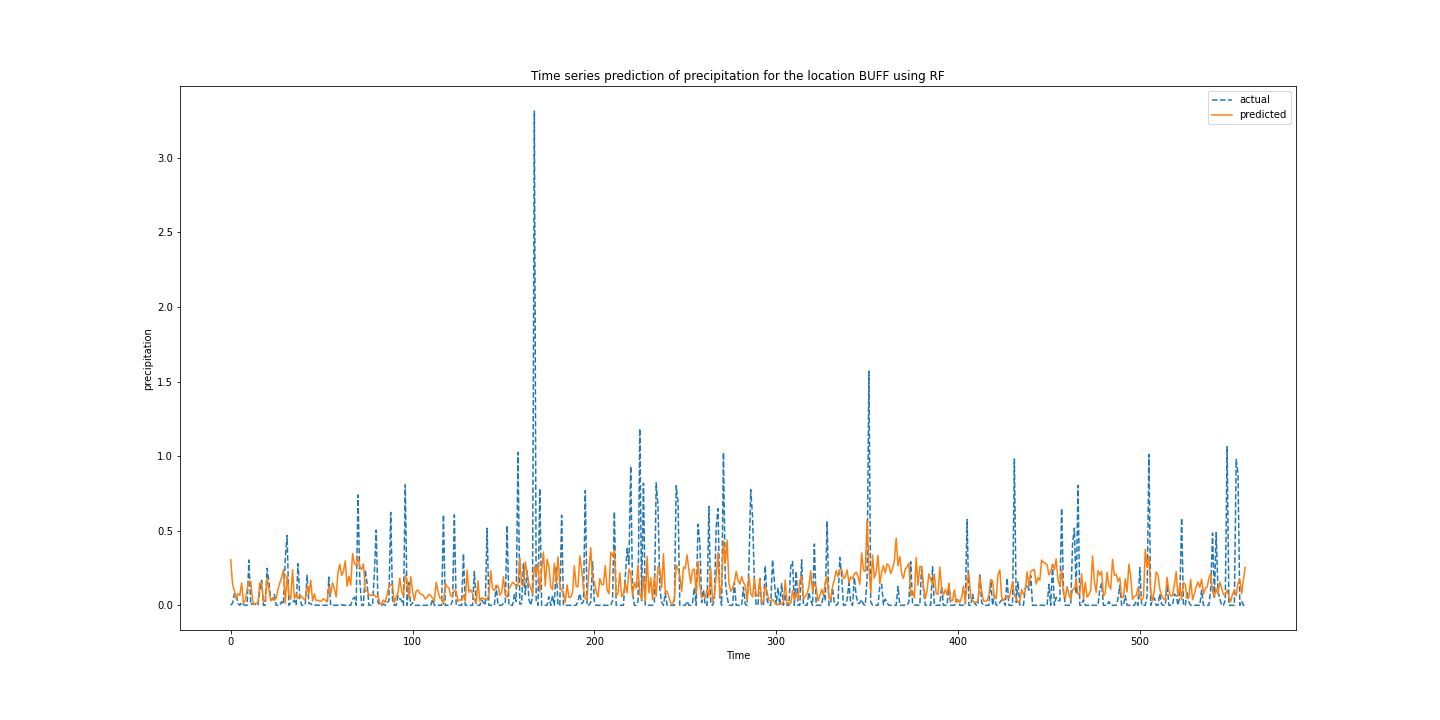 Time series prediction of precipitation for the location BUFF using RF
actual
predicted
3.0
2.5
2.0
1.5
1.0
0.5
0.0
precipitation
0 100 200 300 400 500
Time